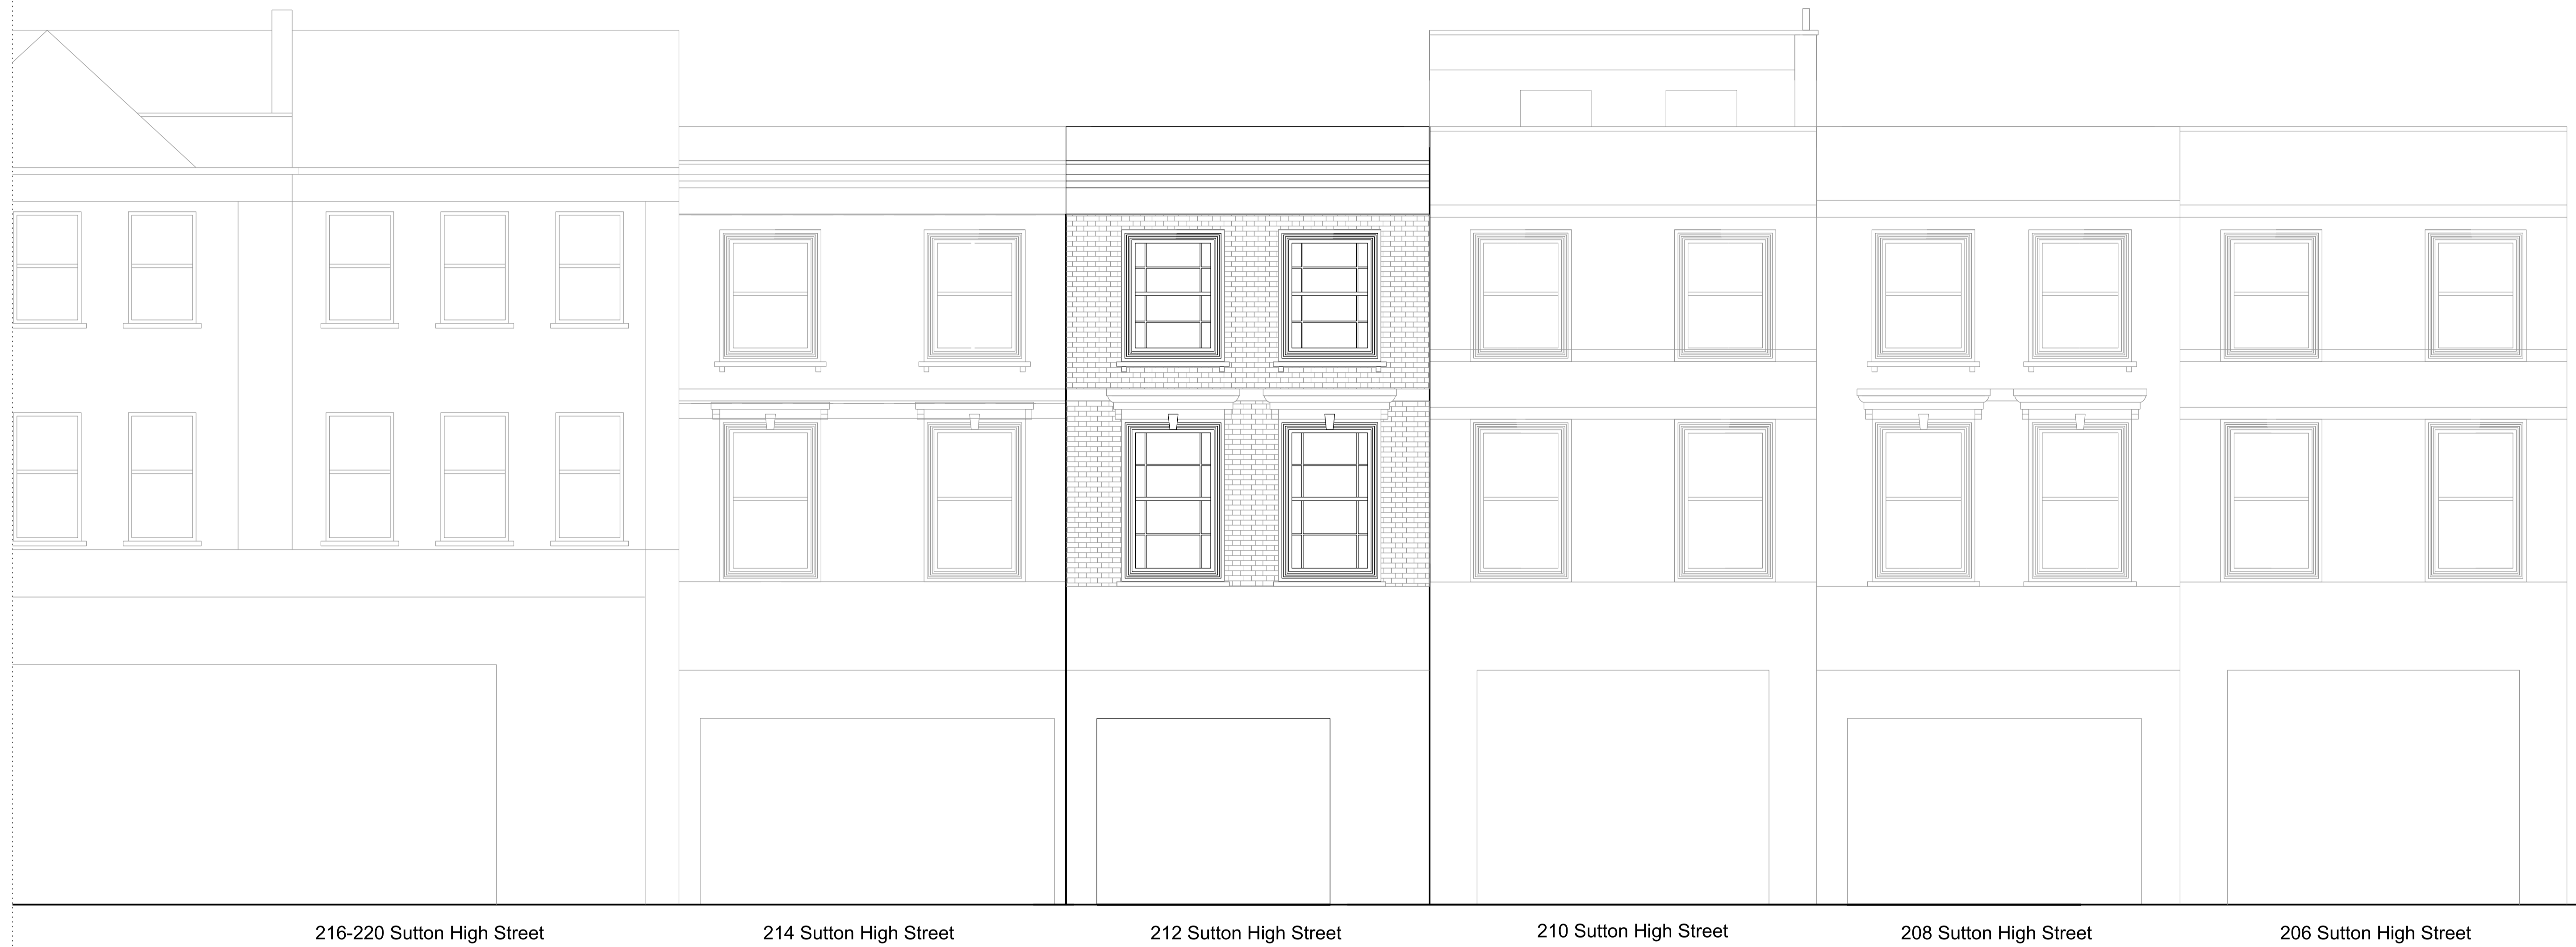 216-220 Sutton High Street
214 Sutton High Street
212 Sutton High Street
210 Sutton High Street
208 Sutton High Street
206 Sutton High Street